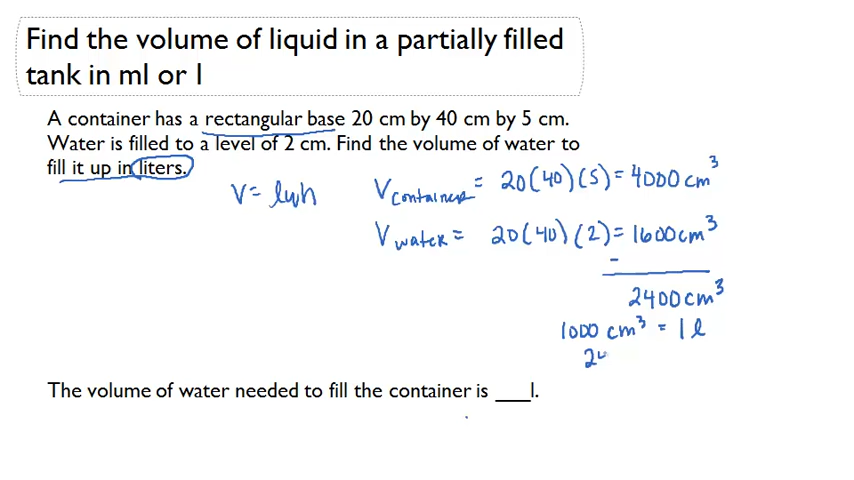 Find the volume of liquid in a partially filled
tank in ml or l
A container has a rectangular base 20 cm by 40 cm by 5 cm.
Water is filled to a level of 2 cm. Find the volume of water to
fill it up in liters.
V = lwh
V container = 20(40)(5) = 4000 cm³
V water = 20(40)(2) = 1600 cm³
-
2400 cm³
1000 cm³ = 1 l
24
The volume of water needed to fill the container is ___l.